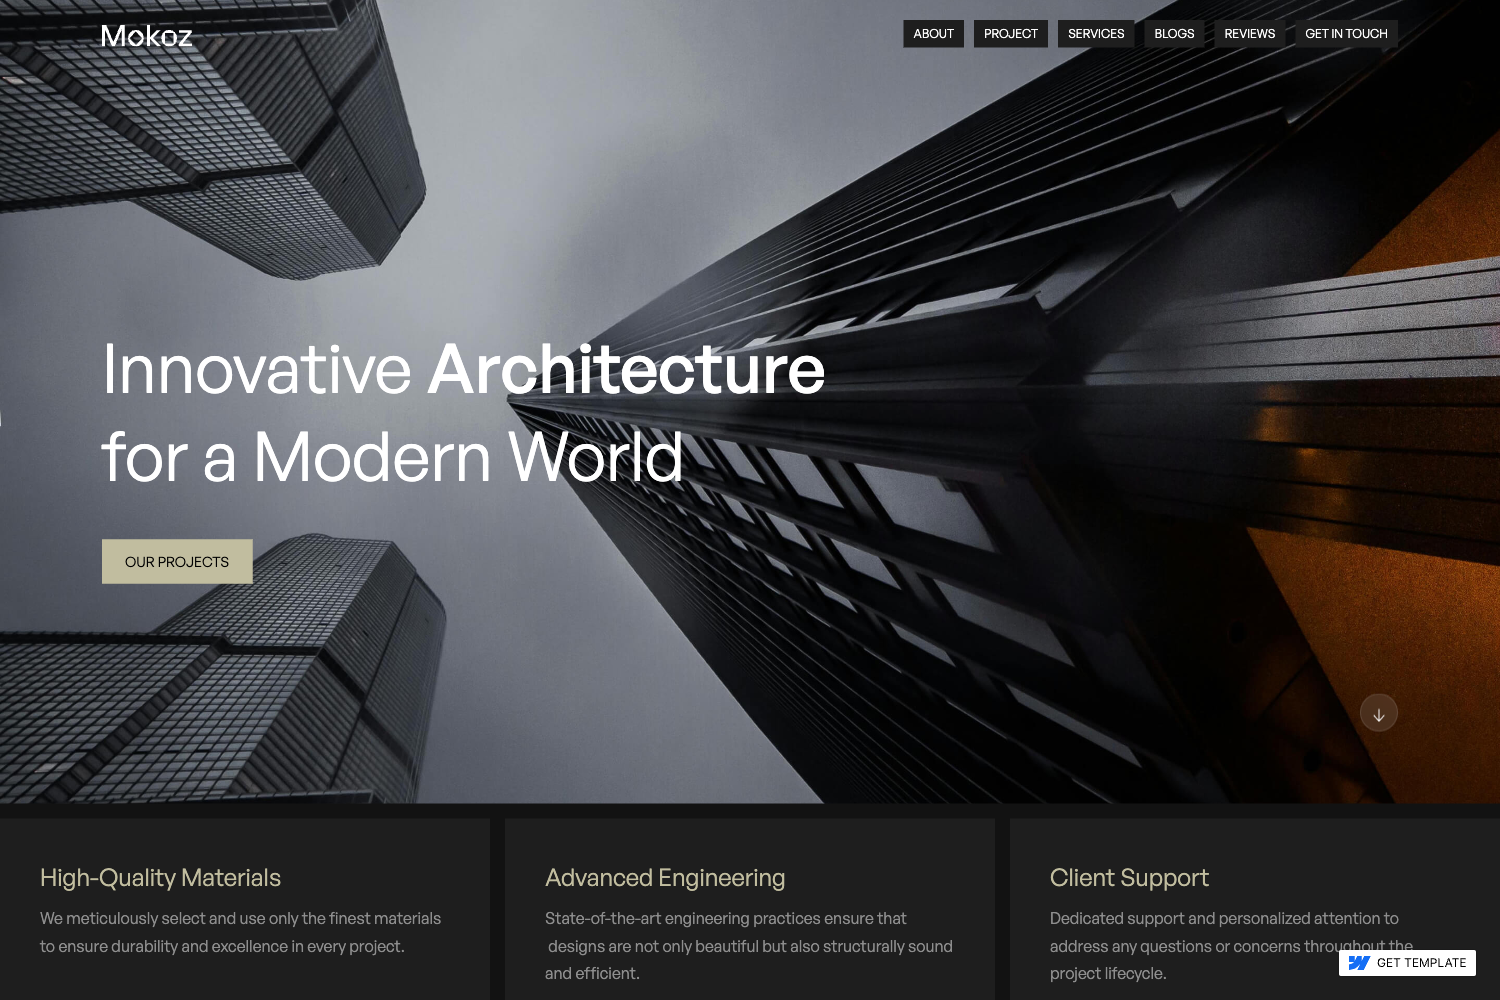 Mokoz
ABOUT PROJECT SERVICES BLOGS REVIEWS GET IN TOUCH
Innovative Architecture
for a Modern World
OUR PROJECTS
High-Quality Materials
We meticulously select and use only the finest materials
to ensure durability and excellence in every project.
Advanced Engineering
State-of-the-art engineering practices ensure that
designs are not only beautiful but also structurally sound
and efficient.
Client Support
Dedicated support and personalized attention to
address any questions or concerns throughout the
project lifecycle.
GET TEMPLATE